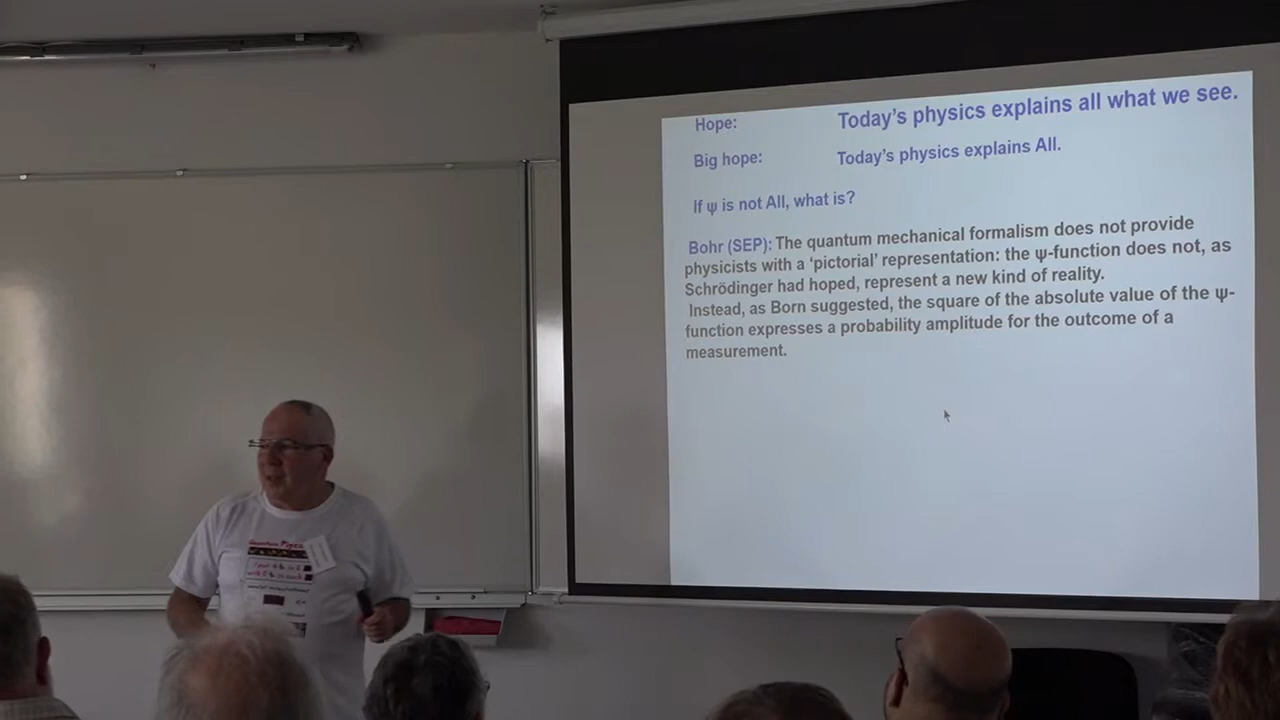 Hope: Today's physics explains all what we see.
Big hope: Today's physics explains All.
If ψ is not All, what is?
Bohr (SEP): The quantum mechanical formalism does not provide
physicists with a 'pictorial' representation: the ψ-function does not, as
Schrödinger had hoped, represent a new kind of reality.
Instead, as Born suggested, the square of the absolute value of the ψ-
function expresses a probability amplitude for the outcome of a
measurement.